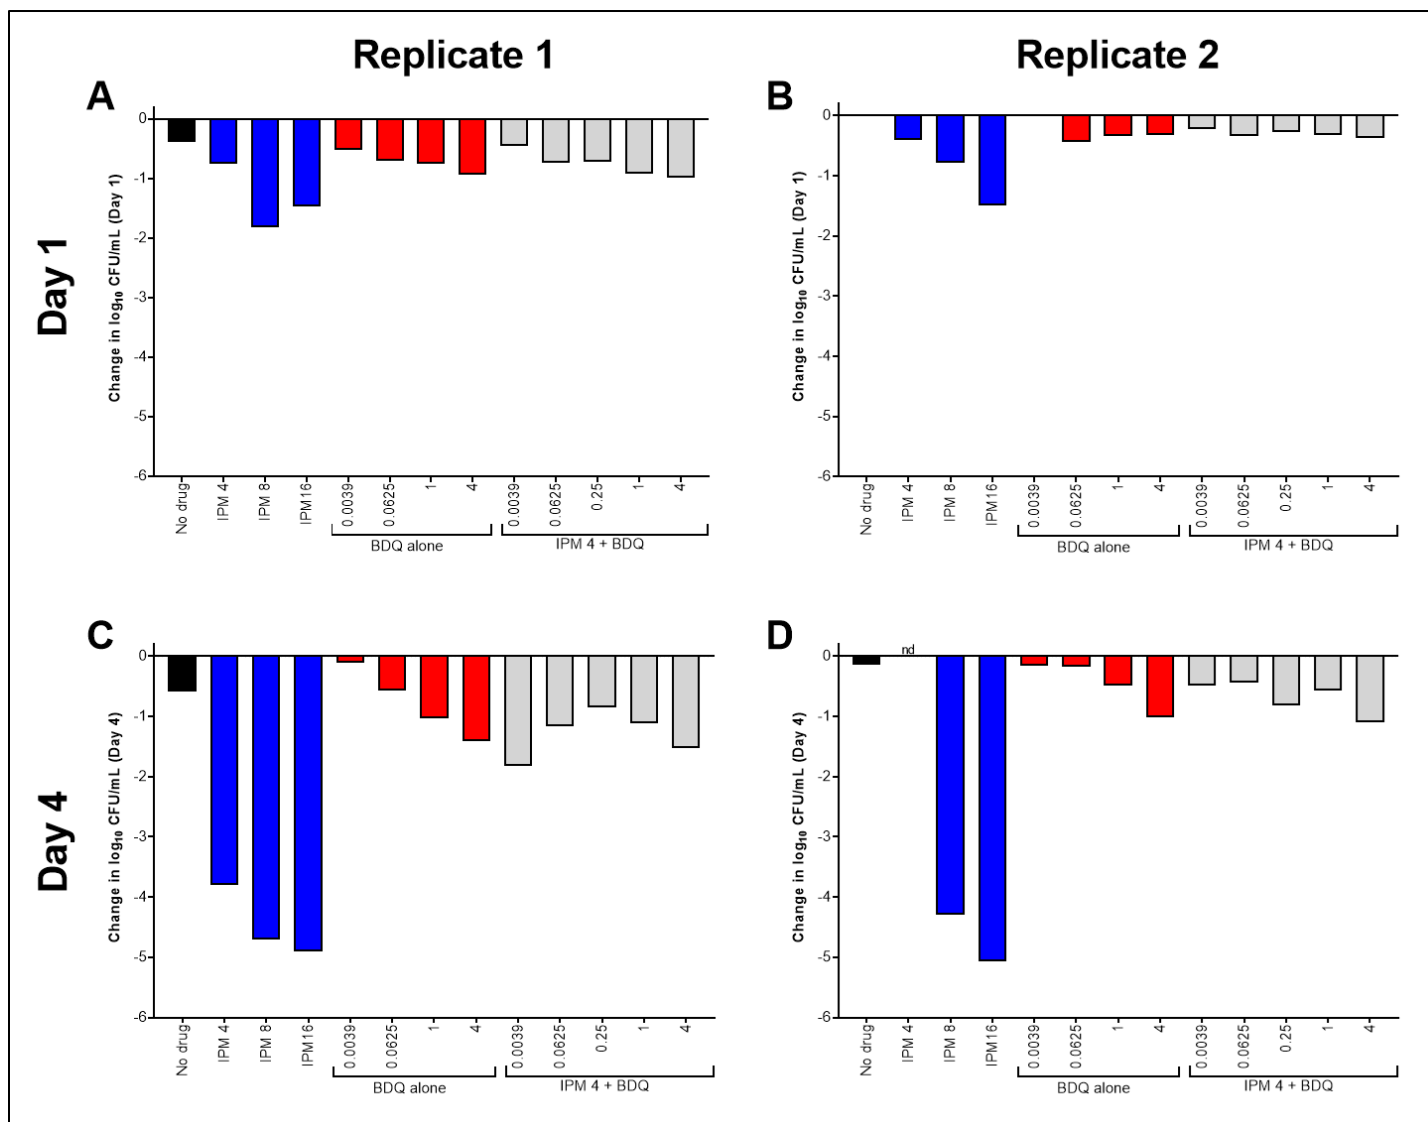 Replicate 1
Replicate 2
Day 1
Day 4
A
Change in log10 CFU/mL (Day 1)
0
-1
-2
-3
-4
-5
-6
No drug
IPM 4
IPM 8
IPM16
0.0039
0.0625
1
4
0.0039
0.0625
0.25
1
4
BDQ alone
IPM 4 + BDQ
B
Change in log10 CFU/mL (Day 1)
0
-1
-2
-3
-4
-5
-6
No drug
IPM 4
IPM 8
IPM16
0.0039
0.0625
1
4
0.0039
0.0625
0.25
1
4
BDQ alone
IPM 4 + BDQ
C
Change in log10 CFU/mL (Day 4)
0
-1
-2
-3
-4
-5
-6
No drug
IPM 4
IPM 8
IPM16
0.0039
0.0625
1
4
0.0039
0.0625
0.25
1
4
BDQ alone
IPM 4 + BDQ
D
Change in log10 CFU/mL (Day 4)
nd
0
-1
-2
-3
-4
-5
-6
No drug
IPM 4
IPM 8
IPM16
0.0039
0.0625
1
4
0.0039
0.0625
0.25
1
4
BDQ alone
IPM 4 + BDQ